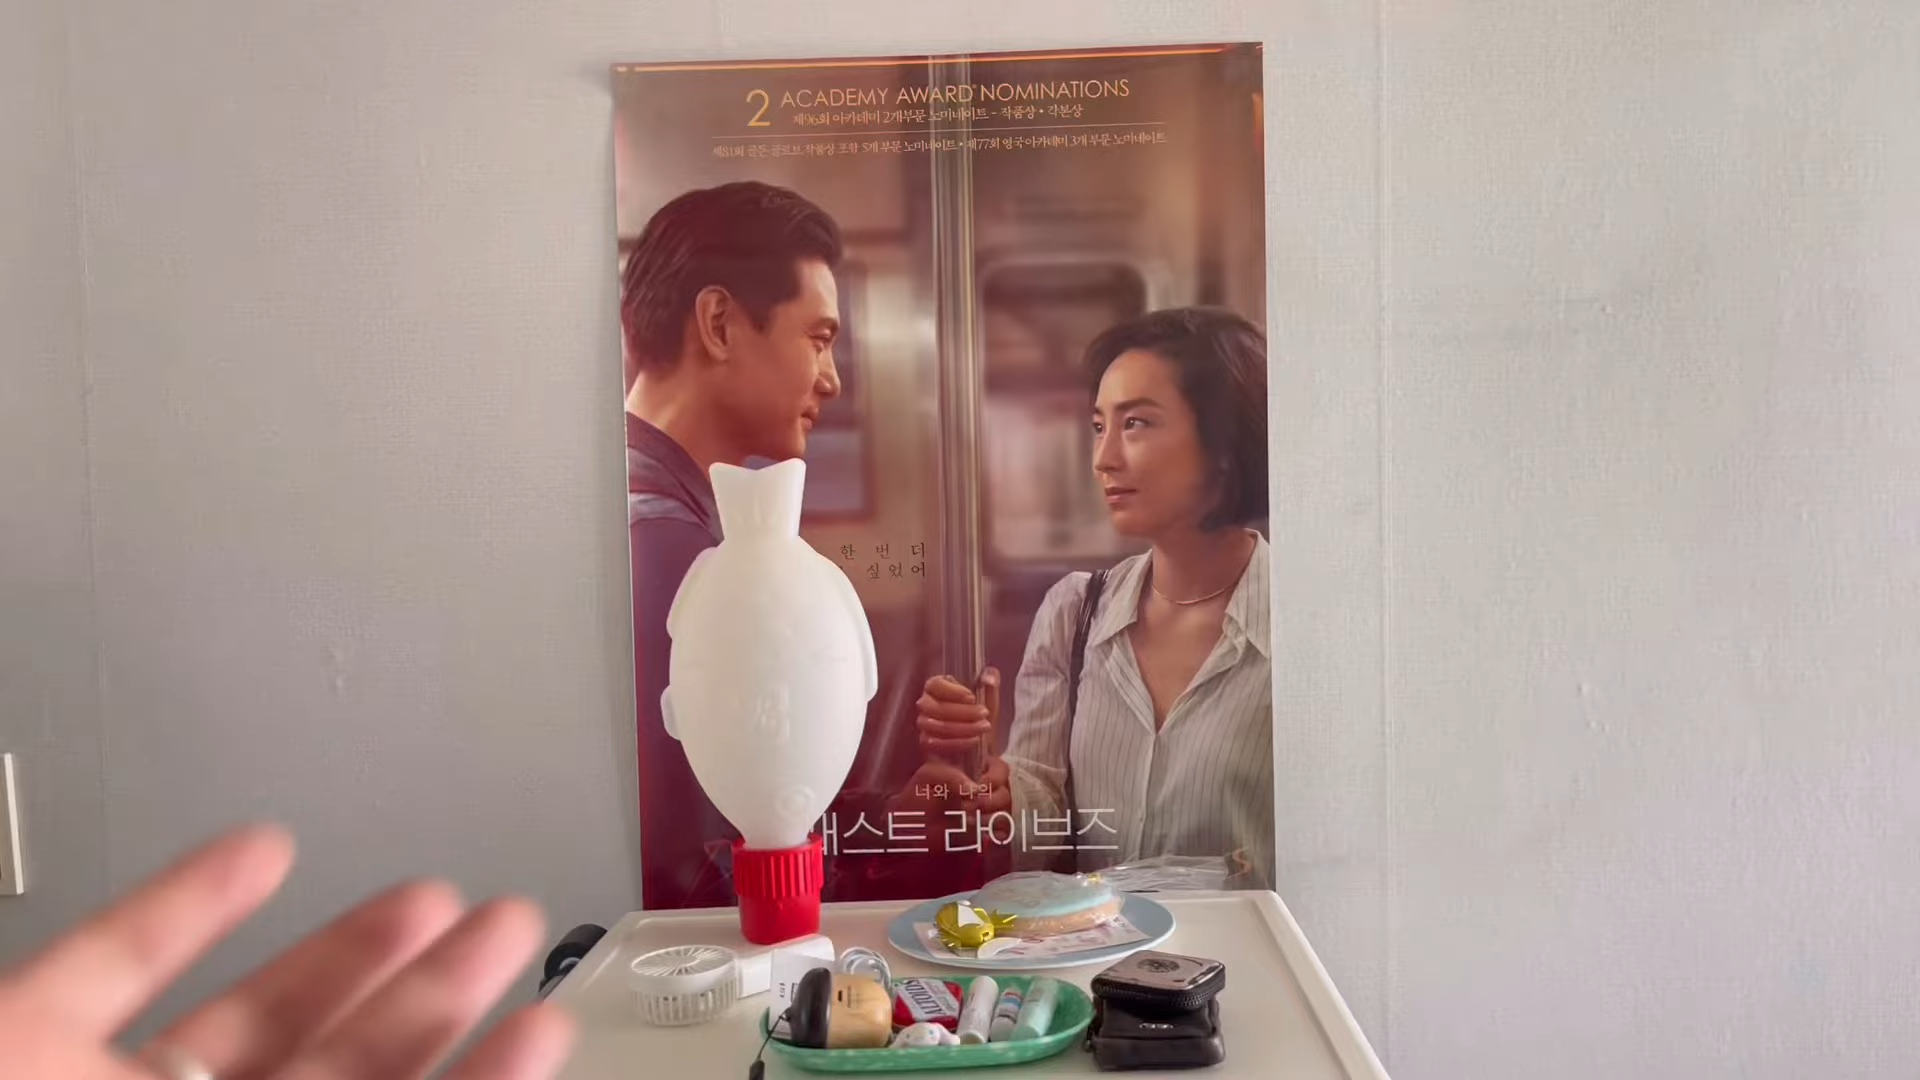 2 ACADEMY AWARD NOMINATIONS
제96회 아카데미 2개부문 노미네이트 - 작품상 • 각본상
제81회 골든 글로브 작품상 포함 5개 부문 노미네이트 • 제77회 영국 아카데미 3개 부문 노미네이트
한 번 더
싶었어
너와 나의
패스트 라이브즈
ALTOIDS